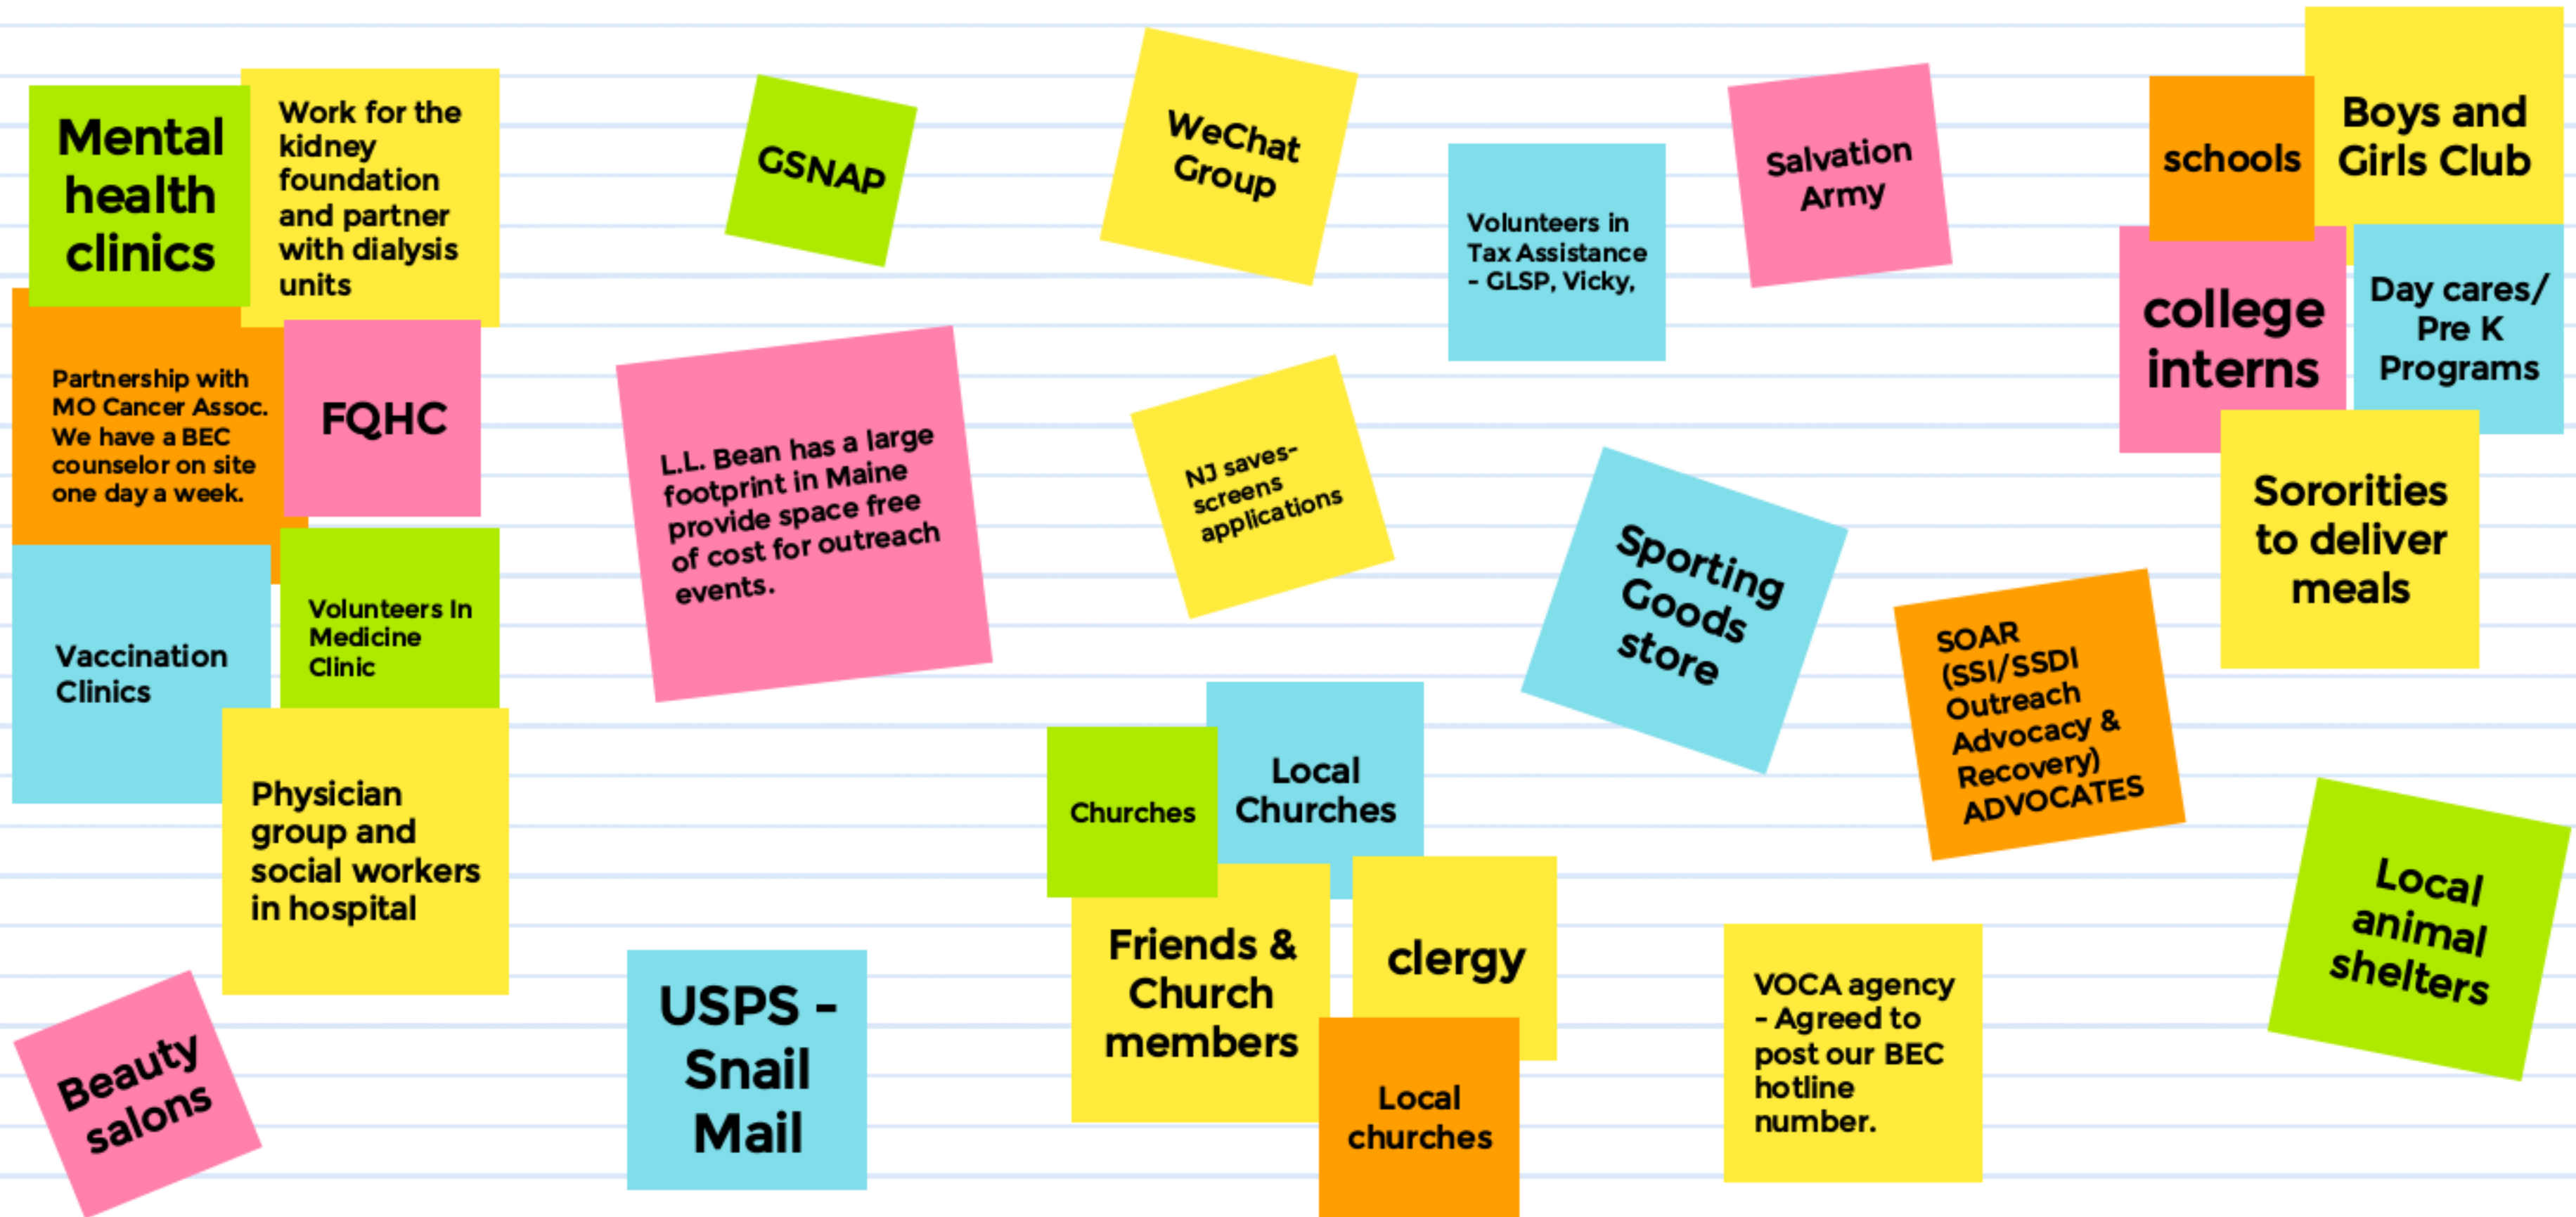 Mental
health
clinics
Work for the
kidney
foundation
and partner
with dialysis
units
Partnership with
MO Cancer Assoc.
We have a BEC
counselor on site
one day a week.
FQHC
Vaccination
Clinics
Volunteers In
Medicine
Clinic
Physician
group and
social workers
in hospital
Beauty
salons
GSNAP
L.L. Bean has a large
footprint in Maine
provide space free
of cost for outreach
events.
USPS -
Snail
Mail
WeChat
Group
NJ saves-
screens
applications
Volunteers in
Tax Assistance
- GLSP, Vicky,
Salvation
Army
Sporting
Goods
store
Churches
Local
Churches
Friends &
Church
members
clergy
Local
churches
schools
Boys and
Girls Club
college
interns
Day cares/
Pre K
Programs
Sororities
to deliver
meals
SOAR
(SSI/SSDI
Outreach
Advocacy &
Recovery)
ADVOCATES
VOCA agency
- Agreed to
post our BEC
hotline
number.
Local
animal
shelters